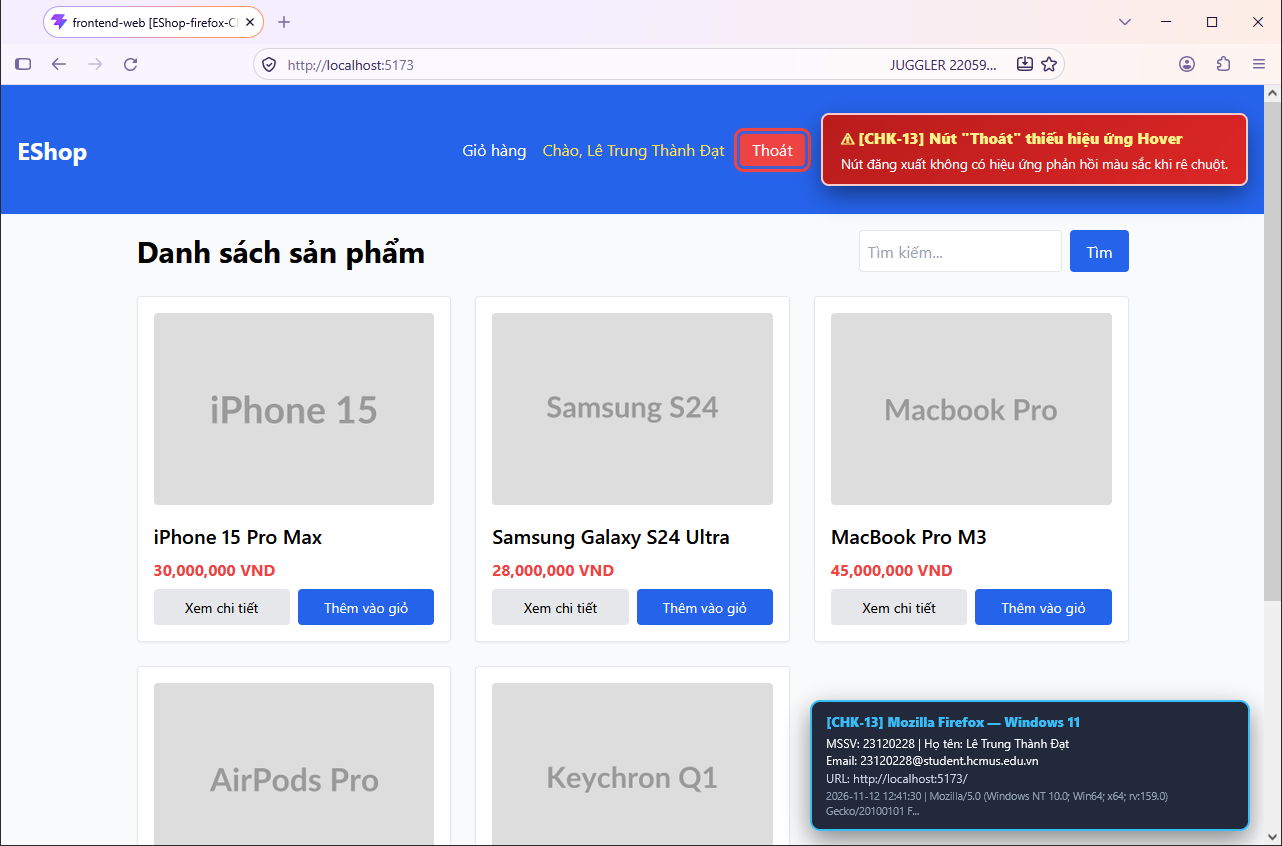 frontend-web [EShop-firefox-Cl
http://localhost:5173
JUGGLER 22059...
EShop
Giỏ hàng
Chào, Lê Trung Thành Đạt
Thoát
⚠ [CHK-13] Nút "Thoát" thiếu hiệu ứng Hover
Nút đăng xuất không có hiệu ứng phản hồi màu sắc khi rê chuột.
Danh sách sản phẩm
Tìm kiếm...
Tìm
iPhone 15
Samsung S24
Macbook Pro
iPhone 15 Pro Max
Samsung Galaxy S24 Ultra
MacBook Pro M3
30,000,000 VND
28,000,000 VND
45,000,000 VND
Xem chi tiết
Thêm vào giỏ
Xem chi tiết
Thêm vào giỏ
Xem chi tiết
Thêm vào giỏ
AirPods Pro
Keychron Q1
[CHK-13] Mozilla Firefox — Windows 11
MSSV: 23120228 | Họ tên: Lê Trung Thành Đạt
Email: 23120228@student.hcmus.edu.vn
URL: http://localhost:5173/
2026-11-12 12:41:30 | Mozilla/5.0 (Windows NT 10.0; Win64; x64; rv:159.0)
Gecko/20100101 F...